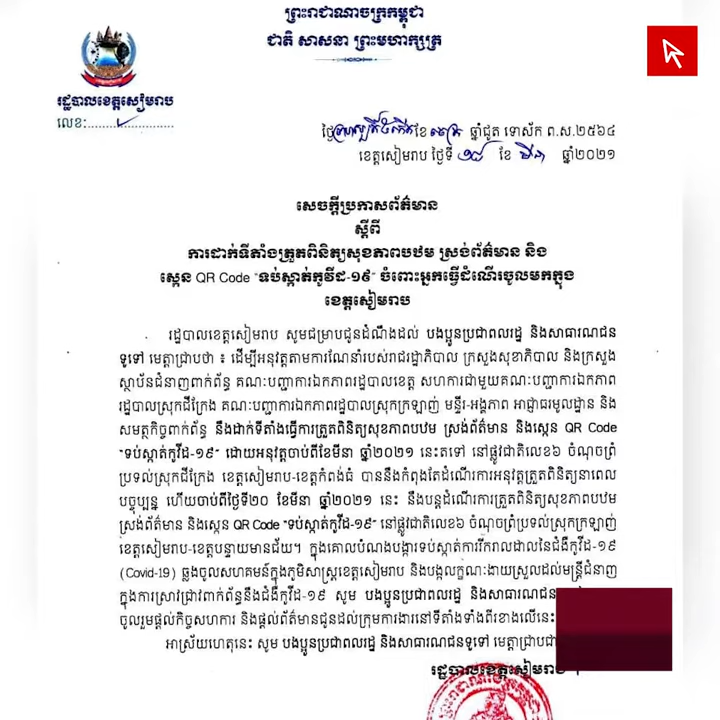 ព្រះរាជាណាចក្រកម្ពុជា
ជាតិ សាសនា ព្រះមហាក្សត្រ
រដ្ឋបាលខេត្តសៀមរាប
លេខ:
ថ្ងៃ ខែ ឆ្នាំជូត ទោស័ក ព.ស.២៥៦៤
ខេត្តសៀមរាប ថ្ងៃទី ខែ មីនា ឆ្នាំ២០២១
សេចក្តីប្រកាសព័ត៌មាន
ស្តីពី
ការដាក់ទីតាំងត្រួតពិនិត្យសុខភាពបឋម ស្រង់ព័ត៌មាន និង
ស្កេន QR Code "ទប់ស្កាត់កូវីដ-១៩" ចំពោះអ្នកធ្វើដំណើរចូលមកក្នុង
ខេត្តសៀមរាប
រដ្ឋបាលខេត្តសៀមរាប សូមជម្រាបជូនដំណឹងដល់ បងប្អូនប្រជាពលរដ្ឋ និងសាធារណជន
ទូទៅ មេត្តាជ្រាបថា ៖ ដើម្បីអនុវត្តតាមការណែនាំរបស់រាជរដ្ឋាភិបាល ក្រសួងសុខាភិបាល និងក្រសួង
ស្ថាប័នជំនាញពាក់ព័ន្ធ គណៈបញ្ជាការឯកភាពរដ្ឋបាលខេត្ត សហការជាមួយគណៈបញ្ជាការឯកភាព
រដ្ឋបាលស្រុកជីក្រែង គណៈបញ្ជាការឯកភាពរដ្ឋបាលស្រុកក្រឡាញ់ មន្ទីរ-អង្គភាព អាជ្ញាធរមូលដ្ឋាន និង
សមត្ថកិច្ចពាក់ព័ន្ធ នឹងដាក់ទីតាំងធ្វើការត្រួតពិនិត្យសុខភាពបឋម ស្រង់ព័ត៌មាន និងស្កេន QR Code
"ទប់ស្កាត់កូវីដ-១៩" ដោយអនុវត្តចាប់ពីខែមីនា ឆ្នាំ២០២១ នេះតទៅ នៅផ្លូវជាតិលេខ៦ ចំណុចព្រំ
ប្រទល់ស្រុកជីក្រែង ខេត្តសៀមរាប-ខេត្តកំពង់ធំ បាននឹងកំពុងតែដំណើរការអនុវត្តត្រួតពិនិត្យនាពេល
បច្ចុប្បន្ន ហើយចាប់ពីថ្ងៃទី២០ ខែមីនា ឆ្នាំ២០២១ នេះ នឹងបន្តដំណើរការត្រួតពិនិត្យសុខភាពបឋម
ស្រង់ព័ត៌មាន និងស្កេន QR Code "ទប់ស្កាត់កូវីដ-១៩" នៅផ្លូវជាតិលេខ៦ ចំណុចព្រំប្រទល់ស្រុកក្រឡាញ់
ខេត្តសៀមរាប-ខេត្តបន្ទាយមានជ័យ។ ក្នុងគោលបំណងបង្ការទប់ស្កាត់ការរីករាលដាលនៃជំងឺកូវីដ-១៩
(Covid-19) ឆ្លងចូលសហគមន៍ក្នុងភូមិសាស្ត្រខេត្តសៀមរាប និងបង្កលក្ខណៈងាយស្រួលដល់មន្ត្រីជំនាញ
ក្នុងការស្រាវជ្រាវពាក់ព័ន្ធនឹងជំងឺកូវីដ-១៩ សូម បងប្អូនប្រជាពលរដ្ឋ និងសាធារណជន
ចូលរួមផ្តល់កិច្ចសហការ និងផ្តល់ព័ត៌មានជូនដល់ក្រុមការងារនៅទីតាំងទាំងពីរខាងលើនេះ
អាស្រ័យហេតុនេះ សូម បងប្អូនប្រជាពលរដ្ឋ និងសាធារណជនទូទៅ មេត្តាជ្រាប
រដ្ឋបាលខេត្តសៀមរាប